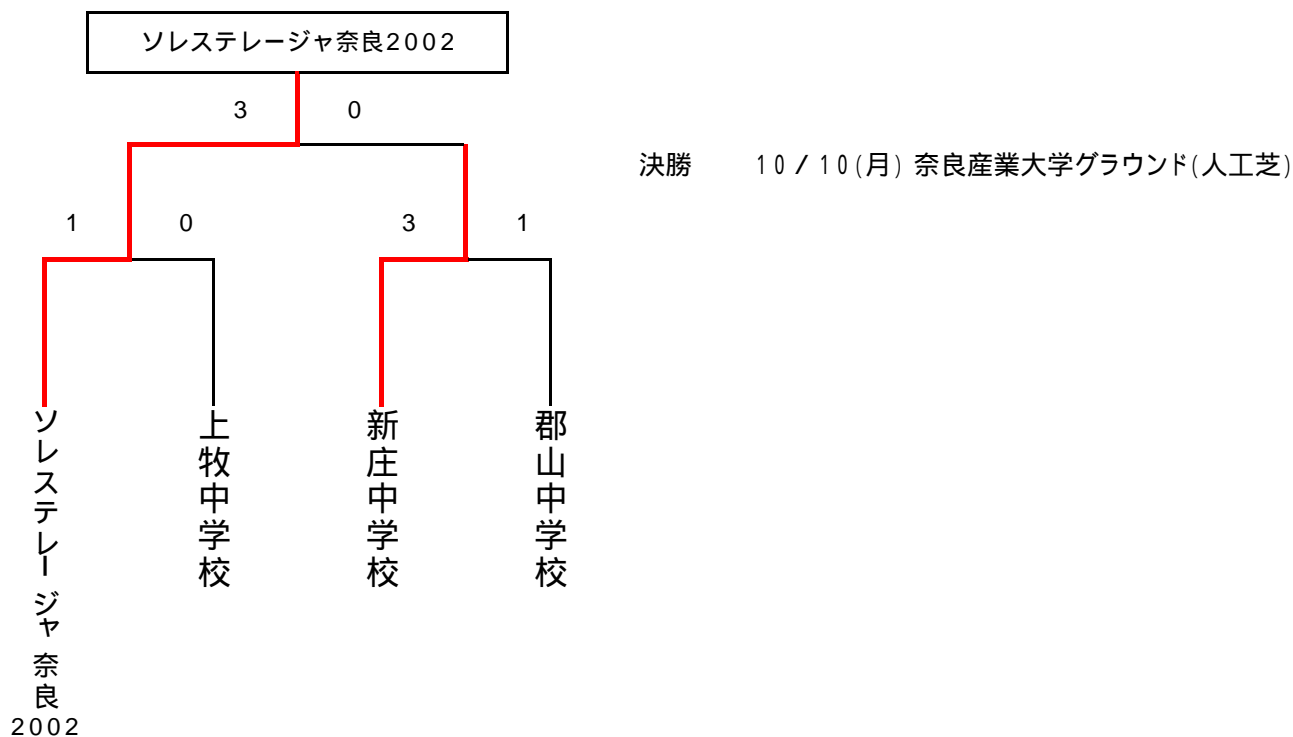 ソレステレージャ奈良2002
3 0
決勝 10/10(月) 奈良産業大学グラウンド(人工芝)
1 0 3 1
ソレステレージャ奈良2002
上牧中学校
新庄中学校
郡山中学校